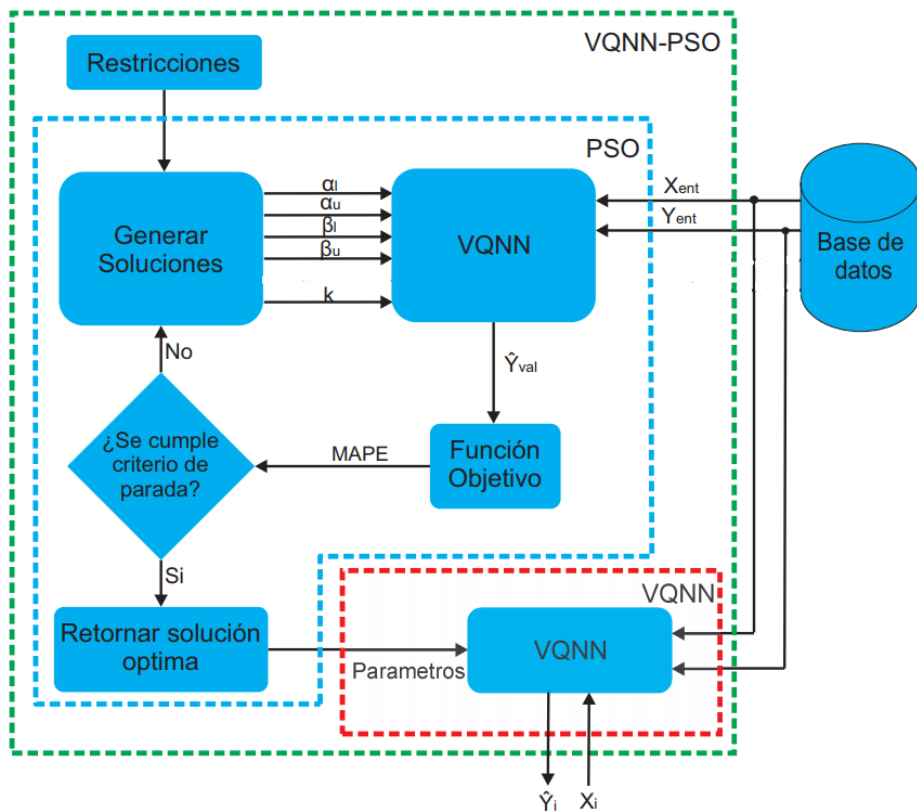 VQNN-PSO
Restricciones
PSO
Generar
Soluciones
αl
αu
βl
βu
k
VQNN
Xent
Yent
Base de
datos
No
Ŷval
¿Se cumple
criterio de
parada?
MAPE
Función
Objetivo
Si
VQNN
Retornar solución
optima
Parametros
VQNN
Ŷi
Xi